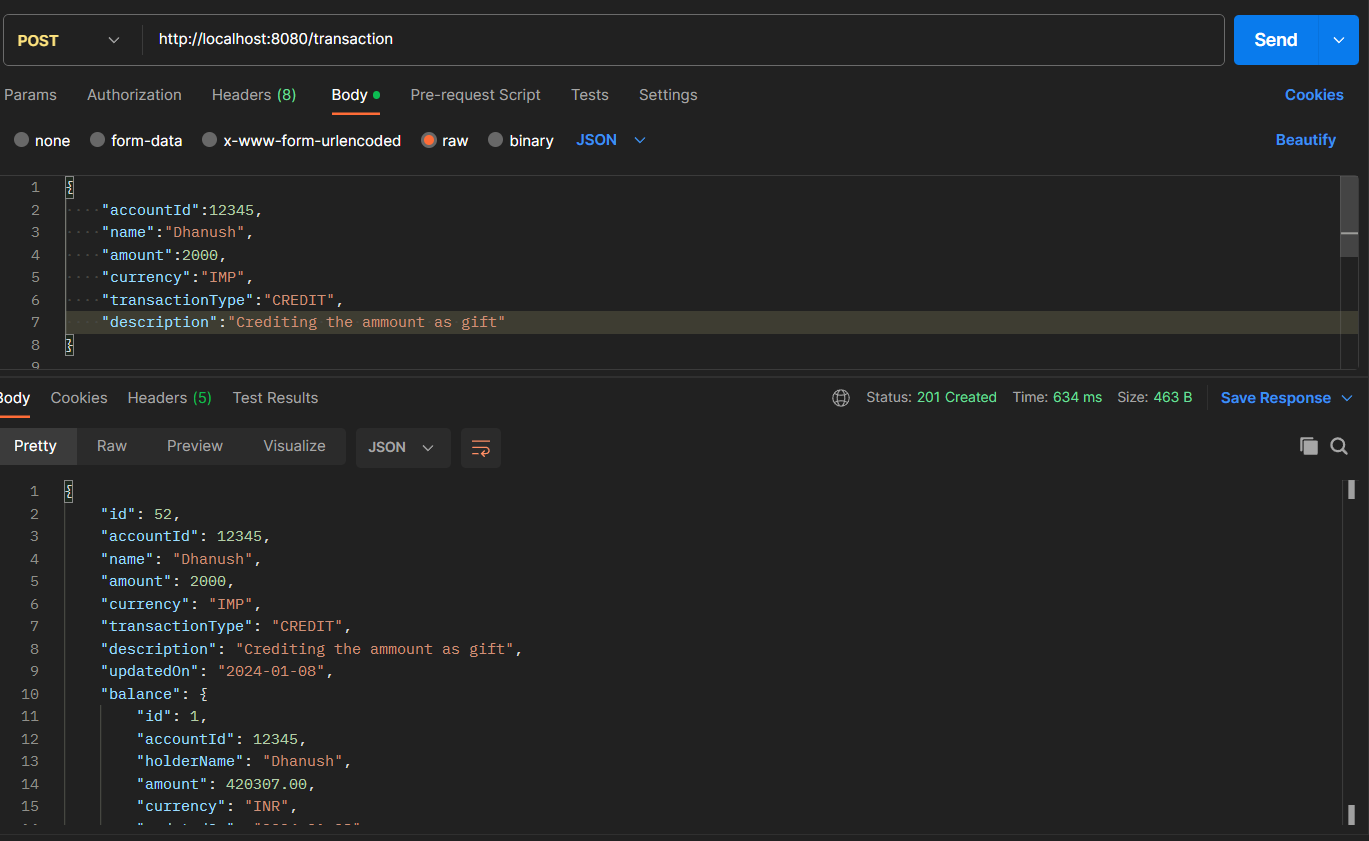 POST http://localhost:8080/transaction Send
Params Authorization Headers (8) Body Pre-request Script Tests Settings Cookies
none form-data x-www-form-urlencoded raw binary JSON Beautify
1 {
2 "accountId":12345,
3 "name":"Dhanush",
4 "amount":2000,
5 "currency":"IMP",
6 "transactionType":"CREDIT",
7 "description":"Crediting the ammount as gift"
8 }
9
Body Cookies Headers (5) Test Results Status: 201 Created Time: 634 ms Size: 463 B Save Response
Pretty Raw Preview Visualize JSON
1 {
2 "id": 52,
3 "accountId": 12345,
4 "name": "Dhanush",
5 "amount": 2000,
6 "currency": "IMP",
7 "transactionType": "CREDIT",
8 "description": "Crediting the ammount as gift",
9 "updatedOn": "2024-01-08",
10 "balance": {
11 "id": 1,
12 "accountId": 12345,
13 "holderName": "Dhanush",
14 "amount": 420307.00,
15 "currency": "INR",